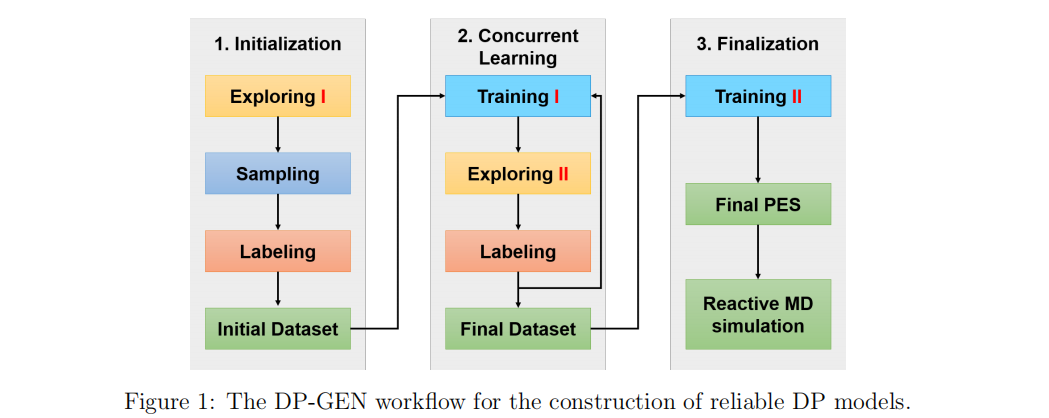 1. Initialization
Exploring I
Sampling
Labeling
Initial Dataset
2. Concurrent
Learning
Training I
Exploring II
Labeling
Final Dataset
3. Finalization
Training II
Final PES
Reactive MD
simulation
Figure 1: The DP-GEN workflow for the construction of reliable DP models.